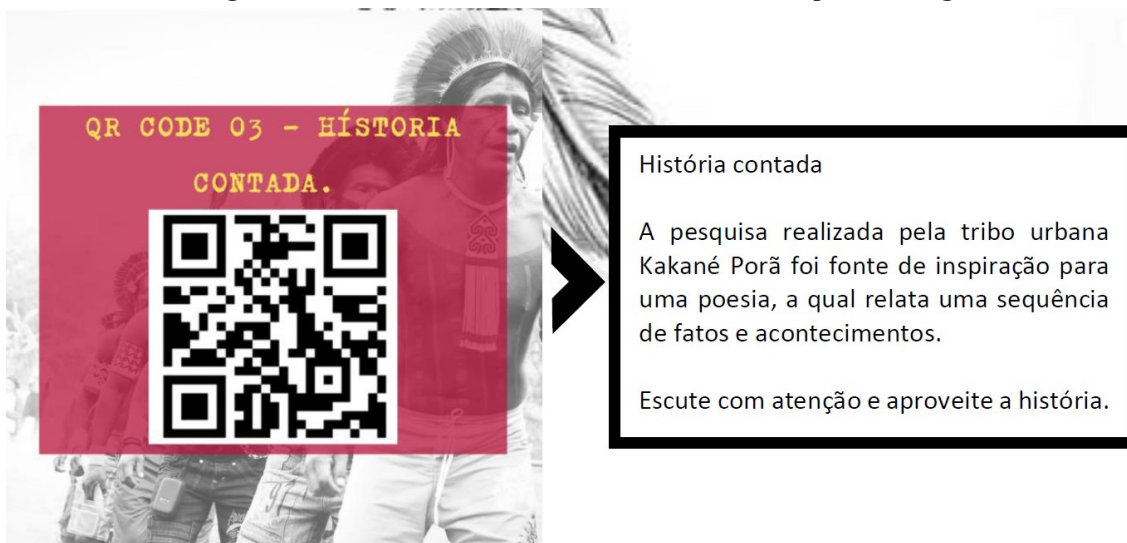 QR CODE 03 - HÍSTORIA
CONTADA.
História contada
A pesquisa realizada pela tribo urbana
Kakané Porã foi fonte de inspiração para
uma poesia, a qual relata uma sequência
de fatos e acontecimentos.
Escute com atenção e aproveite a história.